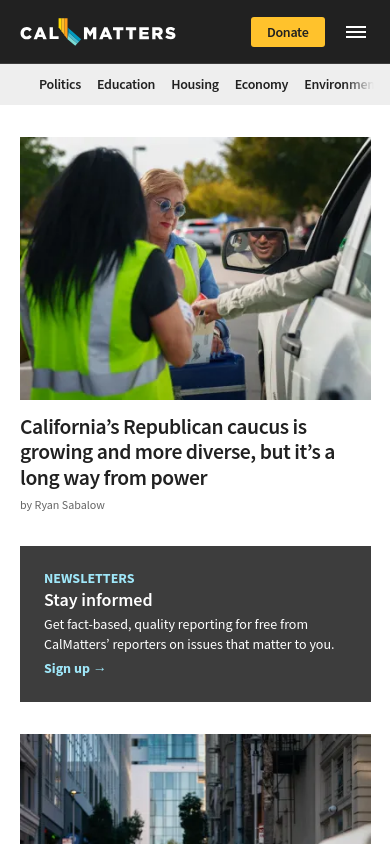 CALMATTERS
Donate
Politics Education Housing Economy Environmen
California’s Republican caucus is
growing and more diverse, but it’s a
long way from power
by Ryan Sabalow
NEWSLETTERS
Stay informed
Get fact-based, quality reporting for free from
CalMatters’ reporters on issues that matter to you.
Sign up →